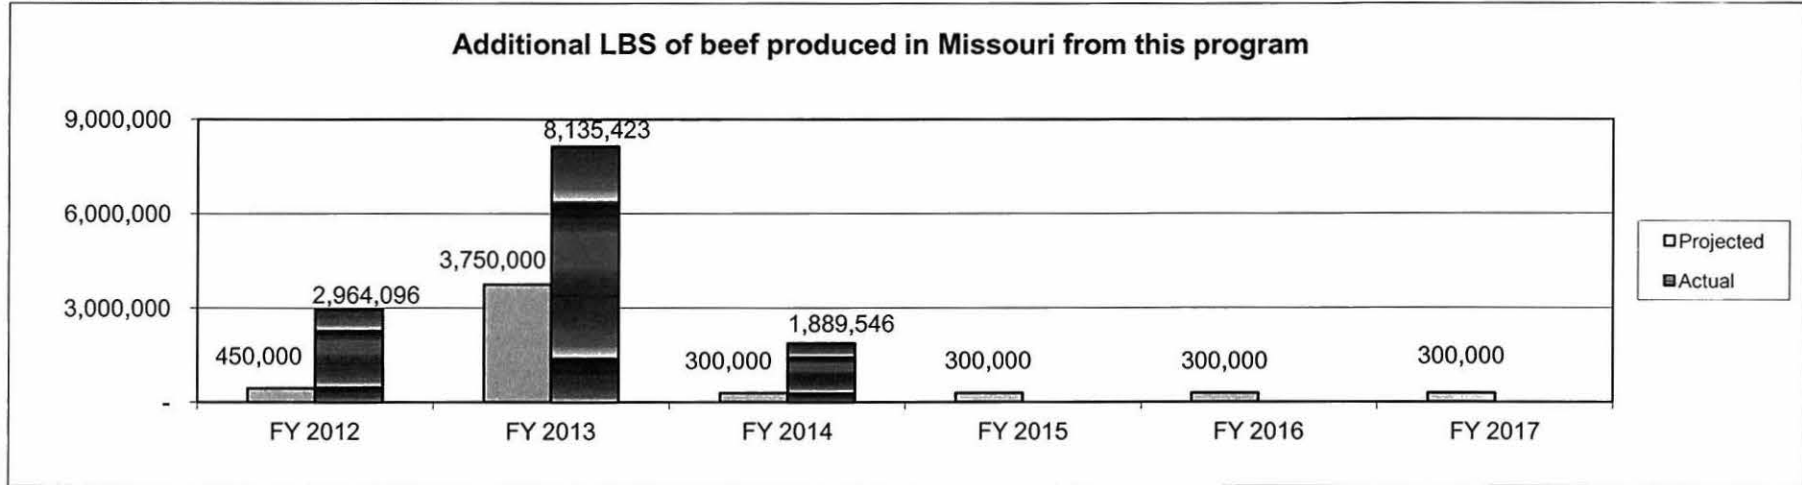 Additional LBS of beef produced in Missouri from this program
9,000,000
8,135,423
6,000,000
3,750,000
Projected
Actual
3,000,000
2,964,096
1,889,546
450,000
300,000
300,000
300,000
300,000
-
FY 2012
FY 2013
FY 2014
FY 2015
FY 2016
FY 2017